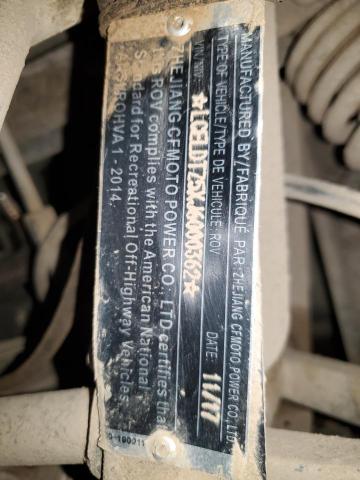 MANUFACTURED BY/FABRIQUÉ PAR: ZHEJIANG CFMOTO POWER CO., LTD.
TYPE OF VEHICLE/TYPE DE VEHICULE: ROV DATE: 11/17
ZHEJIANG CFMOTO POWER CO., LTD certifies that
this ROV complies with the American National
Standard for Recreational Off-Highway Vehicles,
ANSI/ROHVA 1 - 2014.